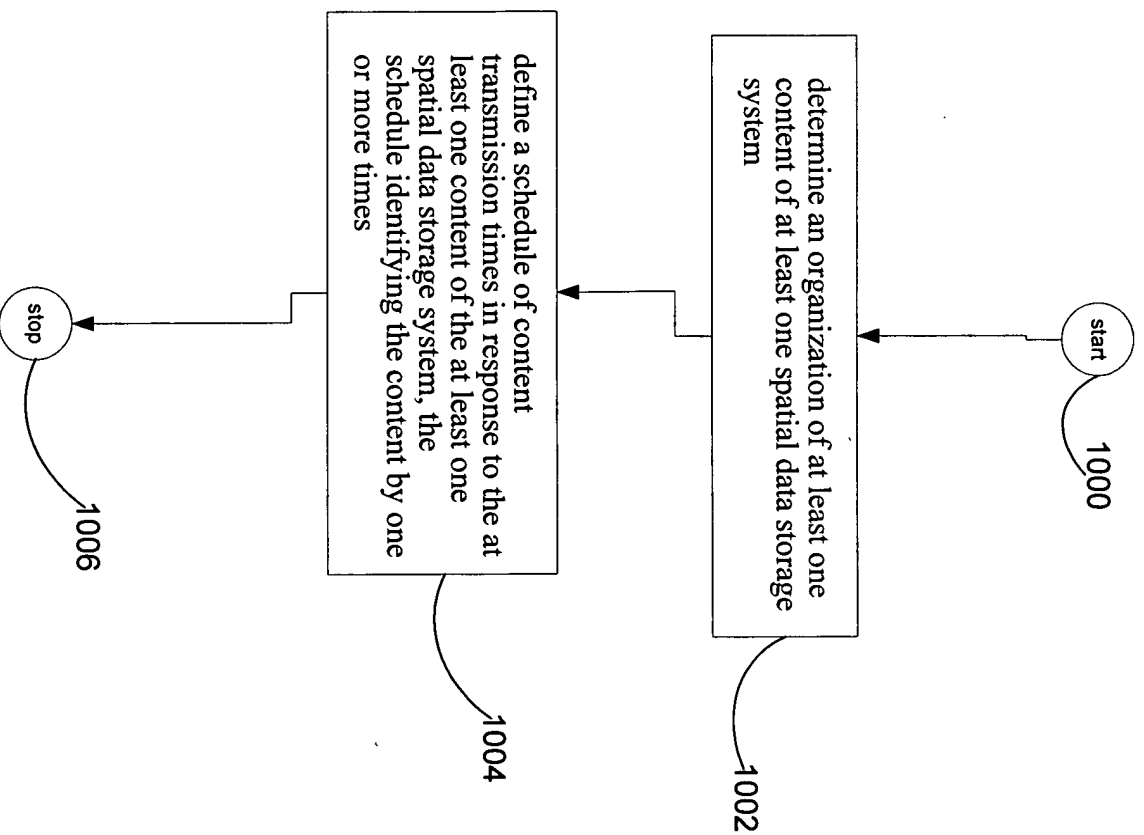 start
1000
determine an organization of at least one
content of at least one spatial data storage
system
1002
define a schedule of content
transmission times in response to the at
least one content of the at least one
spatial data storage system, the
schedule identifying the content by one
or more times
1004
stop
1006